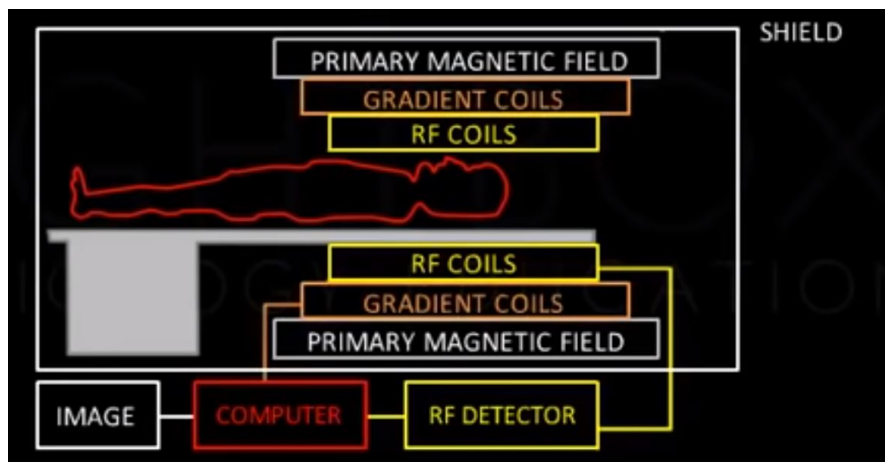 SHIELD
PRIMARY MAGNETIC FIELD
GRADIENT COILS
RF COILS
RF COILS
GRADIENT COILS
PRIMARY MAGNETIC FIELD
IMAGE
COMPUTER
RF DETECTOR